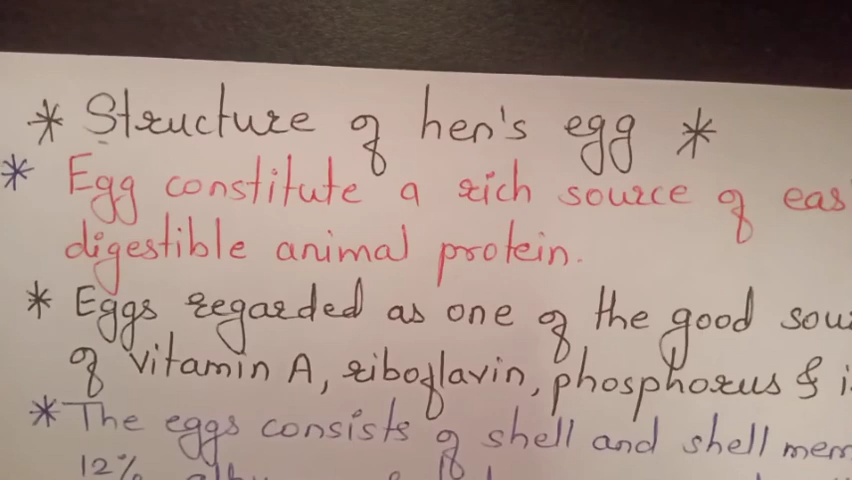 * Structure of hen's egg *
* Egg constitute a rich source of eas
digestible animal protein.
* Eggs regarded as one of the good sou
of vitamin A, riboflavin, phosphorus & i
* The eggs consists of shell and shell mem
12%